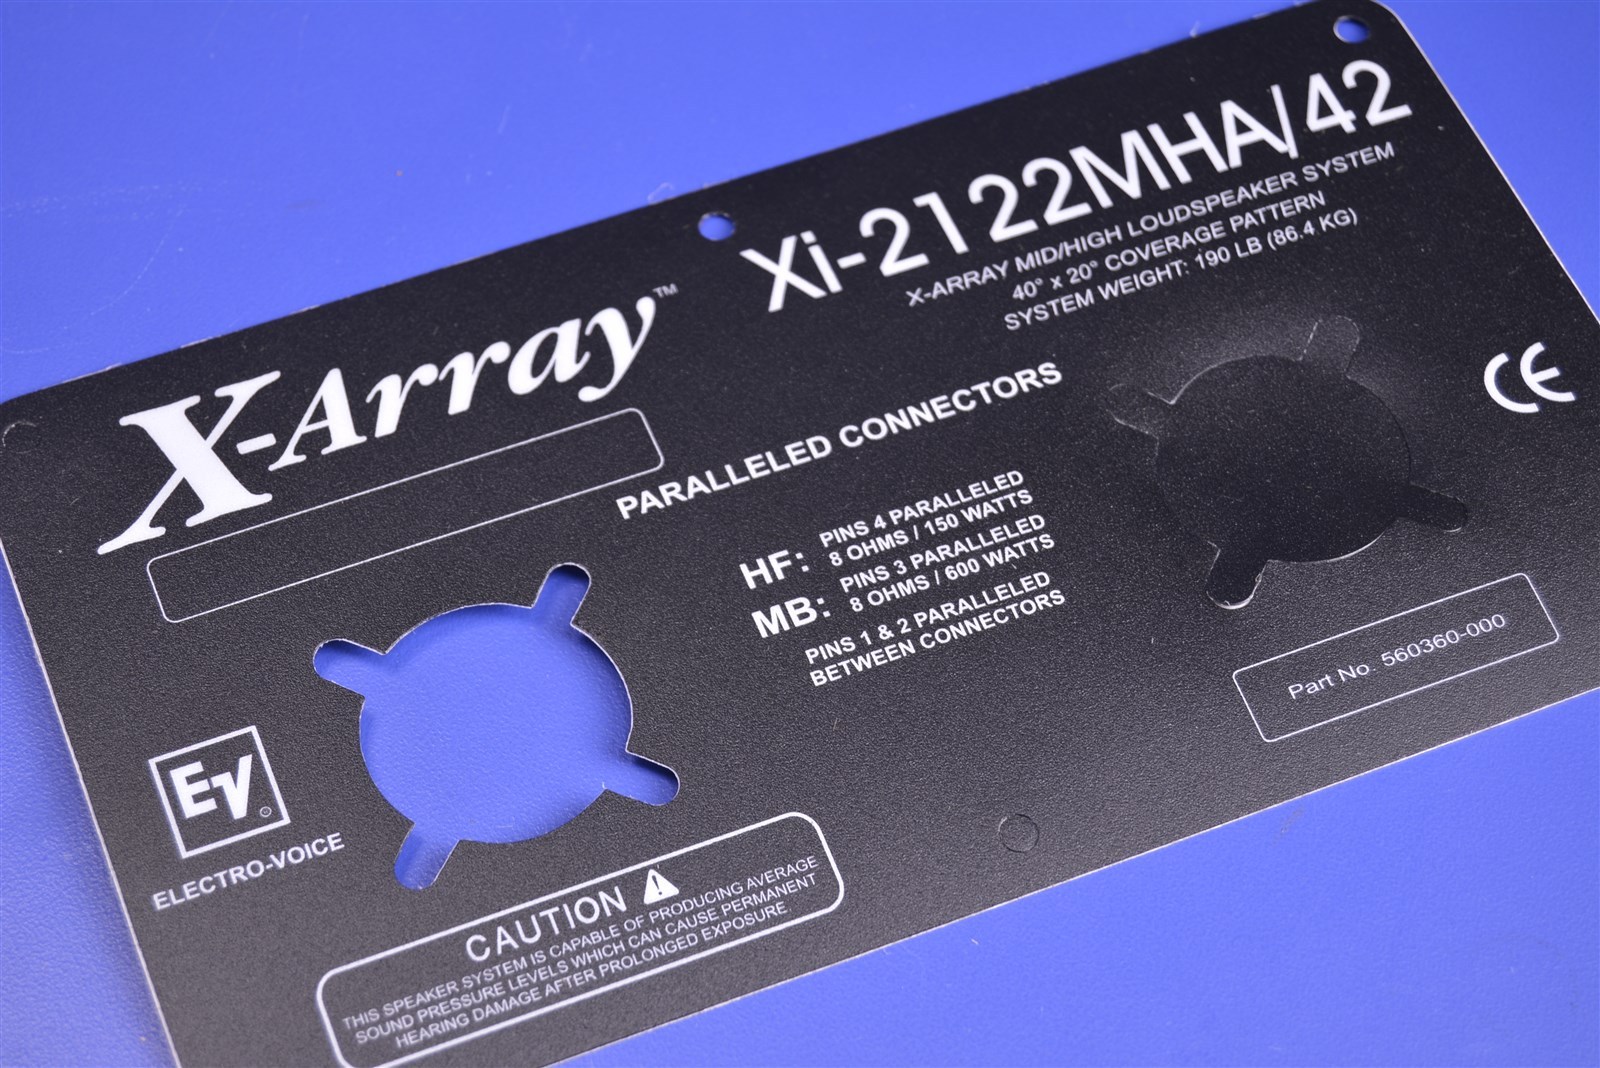 X-Array™
Xi-2122MHA/42
X-ARRAY MID/HIGH LOUDSPEAKER SYSTEM
40° x 20° COVERAGE PATTERN
SYSTEM WEIGHT: 190 LB (86.4 KG)
CE
PARALLELED CONNECTORS
HF: PINS 4 PARALLELED
8 OHMS / 150 WATTS
MB: PINS 3 PARALLELED
8 OHMS / 600 WATTS
PINS 1 & 2 PARALLELED
BETWEEN CONNECTORS
Part No. 560360-000
EV©
ELECTRO-VOICE
CAUTION
THIS SPEAKER SYSTEM IS CAPABLE OF PRODUCING AVERAGE
SOUND PRESSURE LEVELS WHICH CAN CAUSE PERMANENT
HEARING DAMAGE AFTER PROLONGED EXPOSURE